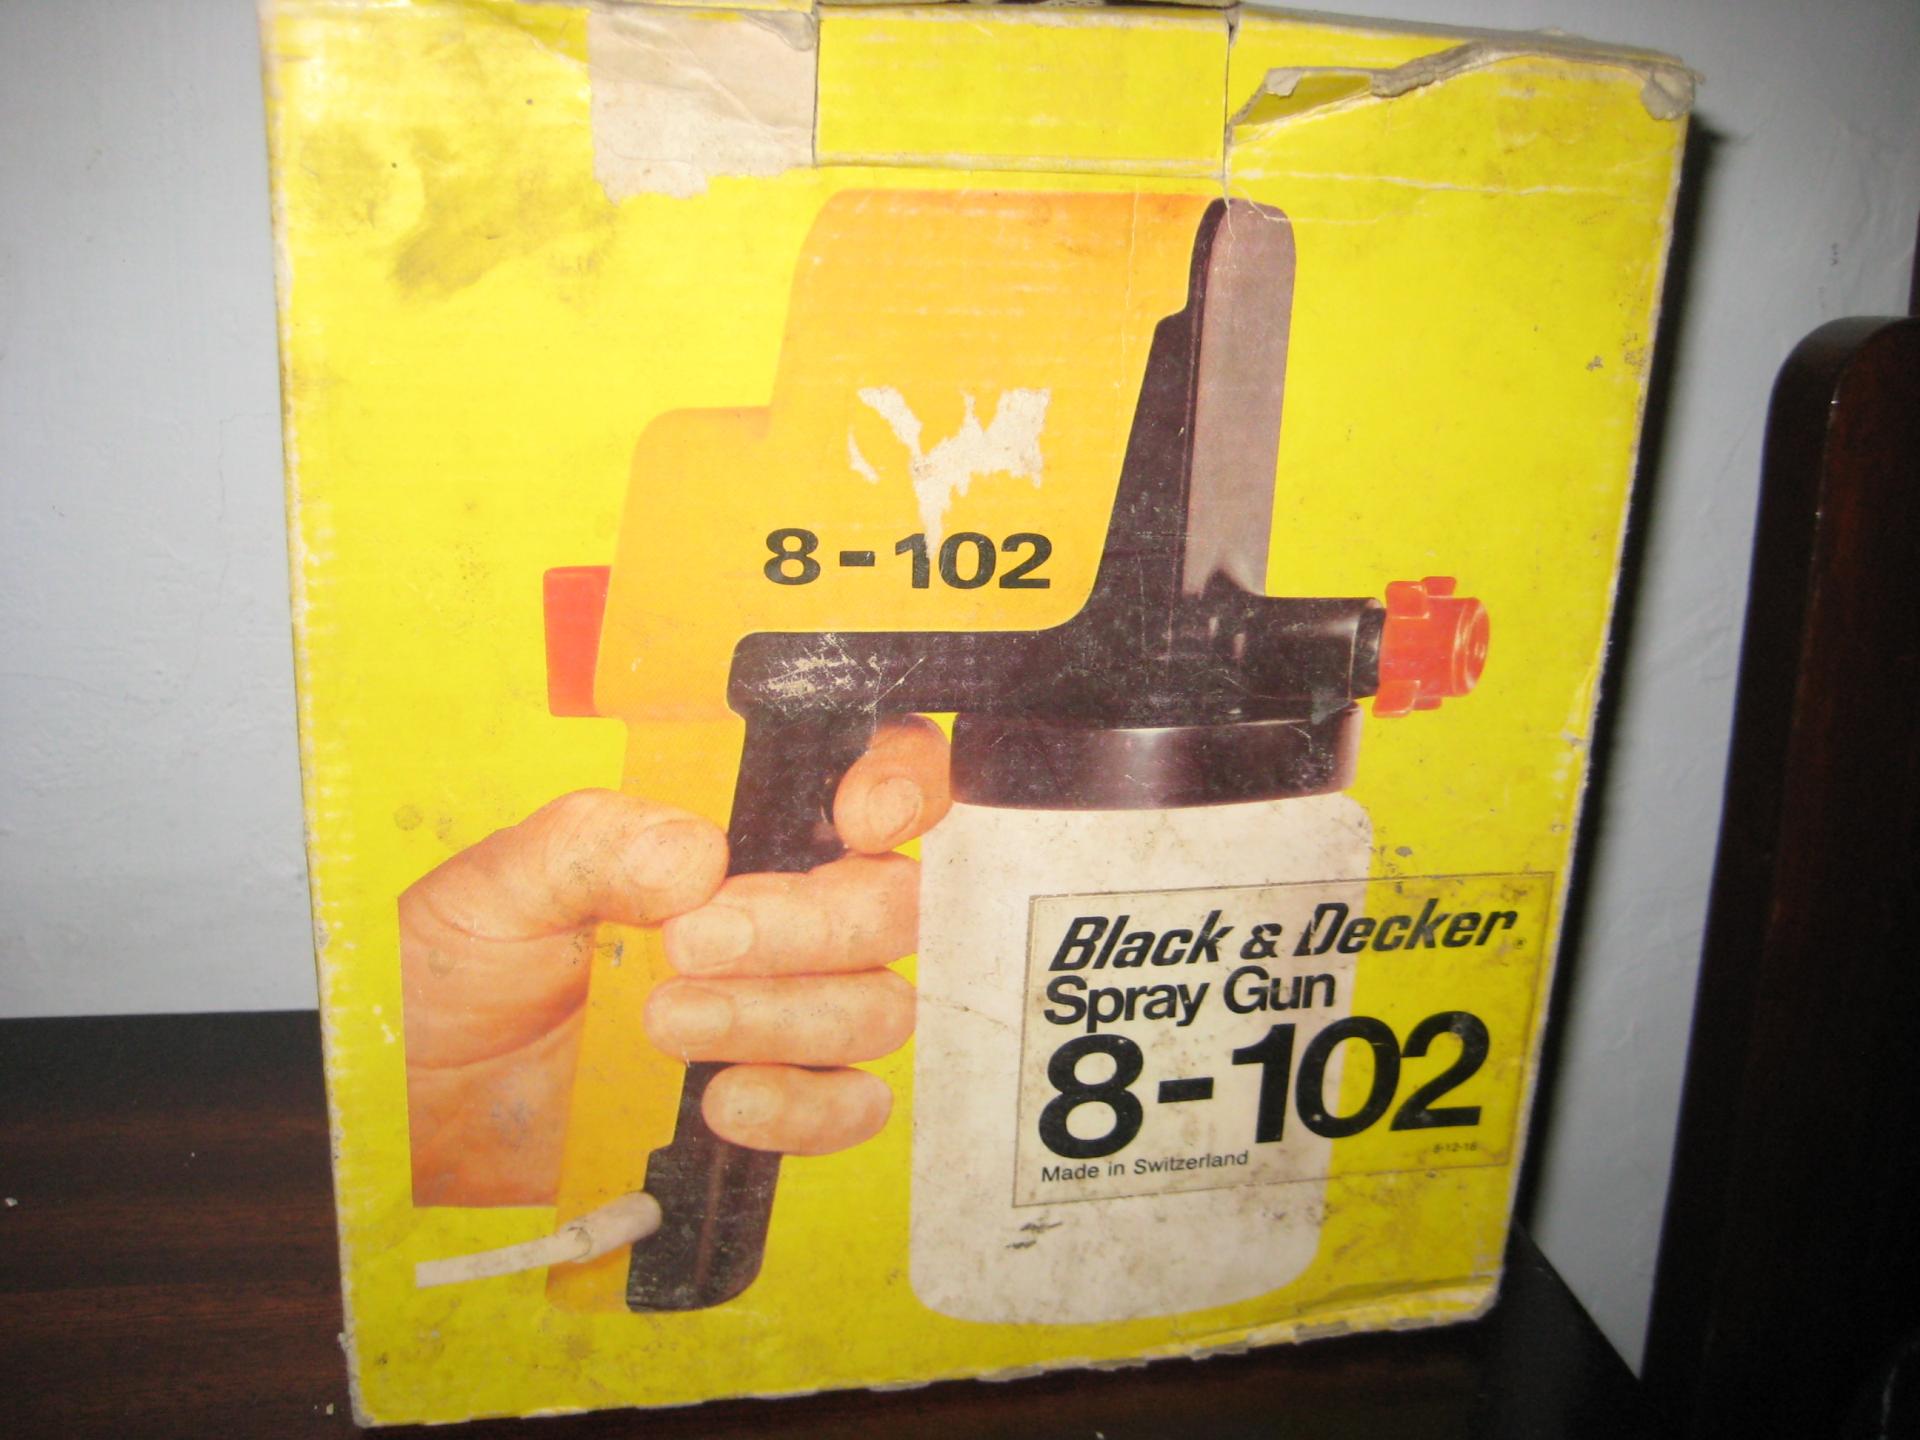 8-102
Black & Decker®
Spray Gun
8-102
Made in Switzerland